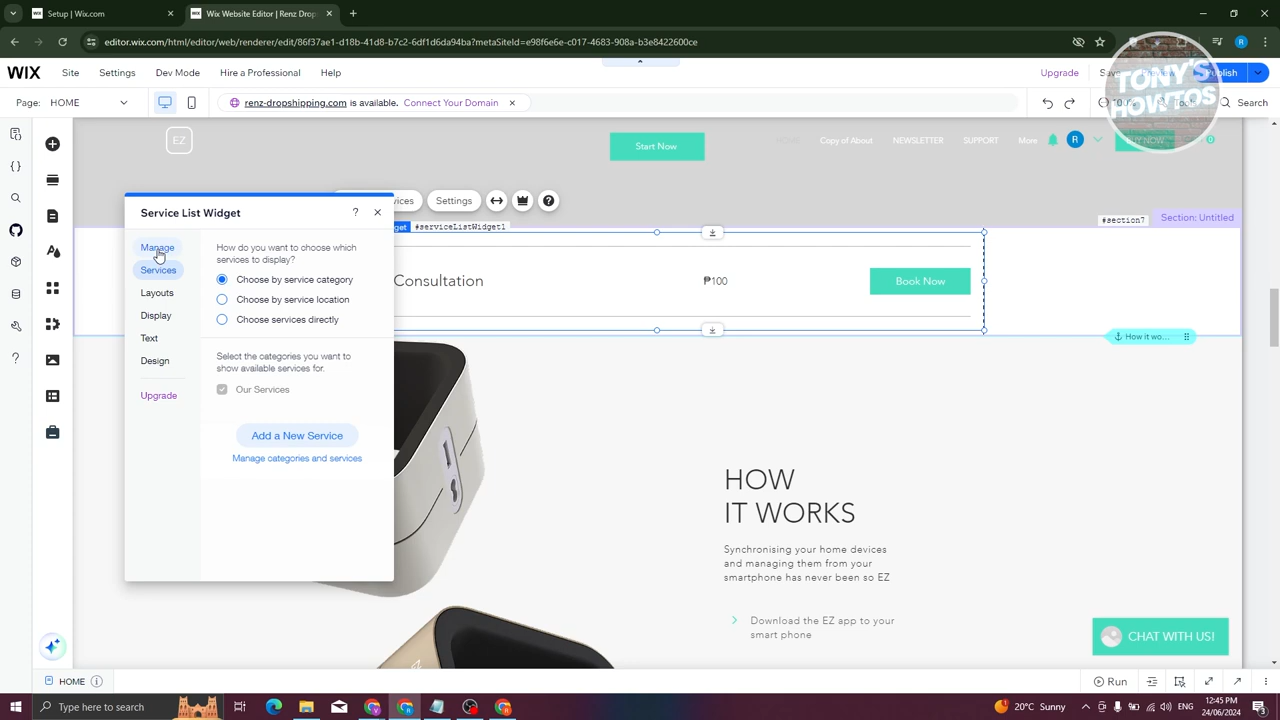 Setup | Wix.com
Wix Website Editor | Renz Drop
editor.wix.com/html/editor/web/renderer/edit/86f37ae1-d18b-41d8-b7c2-6df1d6da94ba?metaSiteId=e98f6e6e-c017-4683-908a-b3e8422600ce
WIX
Site
Settings
Dev Mode
Hire a Professional
Help
Upgrade
Publish
Page: HOME
renz-dropshipping.com is available.
Connect Your Domain
Tools
Search
TONY'S
HOWTOS
EZ
Start Now
HOME
Copy of About
NEWSLETTER
SUPPORT
More
R
0
Settings
#serviceListWidget1
#section7
Section: Untitled
Service List Widget
Manage
Services
Layouts
Display
Text
Design
Upgrade
How do you want to choose which
services to display?
Choose by service category
Choose by service location
Choose services directly
Select the categories you want to
show available services for.
Our Services
Add a New Service
Manage categories and services
Consultation
₱100
Book Now
How it wo...
HOW
IT WORKS
Synchronising your home devices
and managing them from your
smartphone has never been so EZ
Download the EZ app to your
smart phone
CHAT WITH US!
HOME
Run
Type here to search
20°C Sunny
ENG
12:45 PM
24/06/2024